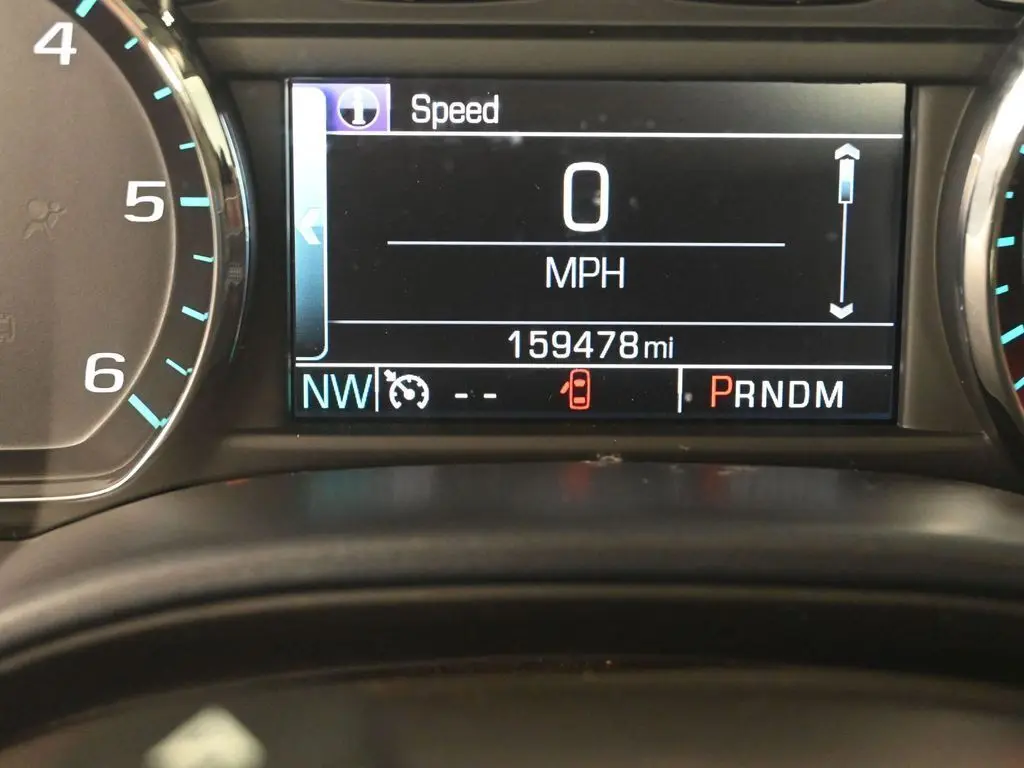 4
5
6
Speed
0
MPH
159478 mi
NW -- PRNDM